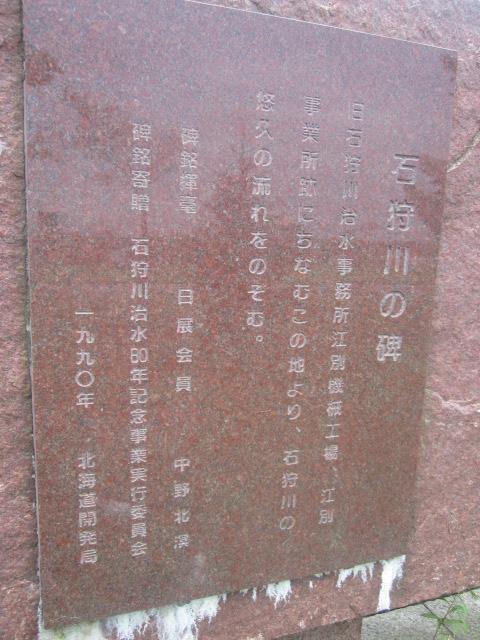 石狩川の碑
旧石狩川治水事務所江別機械工場、江別
事業所跡にちなむこの地より、石狩川の
悠久の流れをのぞむ。
碑銘揮毫 日展会員 中野北溟
碑銘寄贈 石狩川治水80年記念事業実行委員会
一九九〇年 北海道開発局